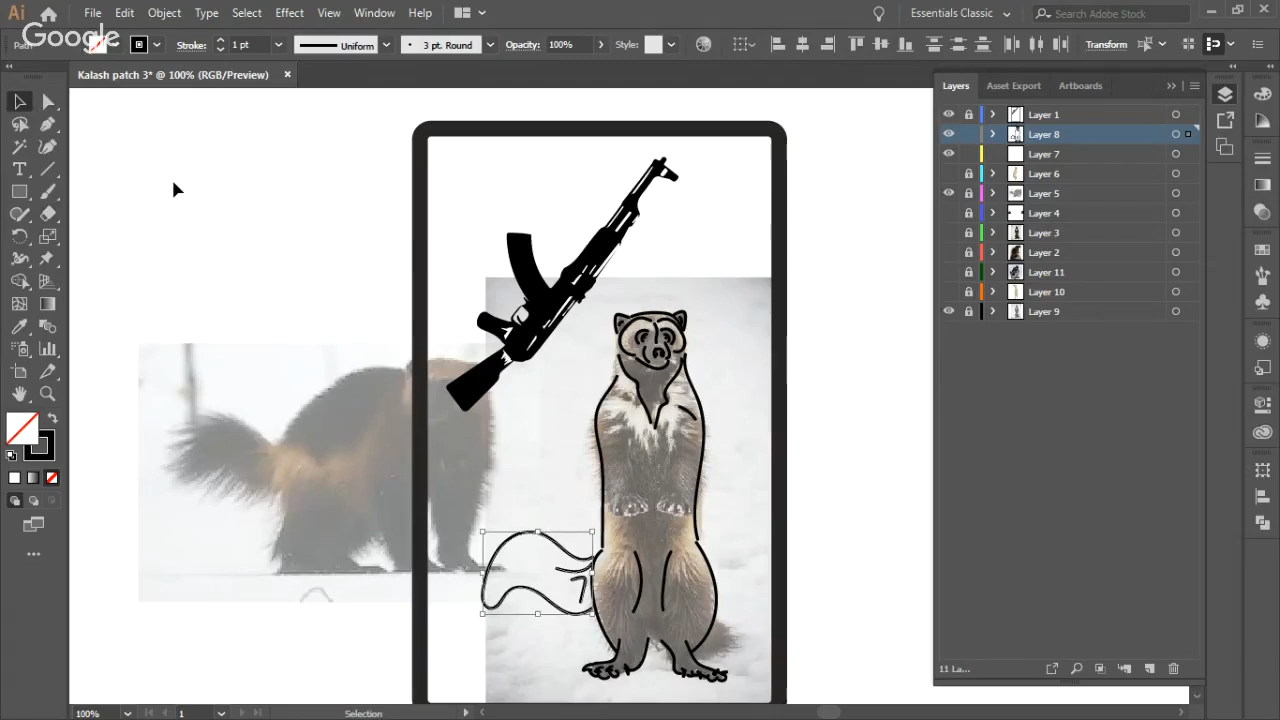 Ai File Edit Object Type Select Effect View Window Help Essentials Classic Search Adobe Stock
Google
Path Stroke: 1 pt Uniform 3 pt. Round Opacity: 100% Style: Transform
Kalash patch 3* @ 100% (RGB/Preview)
Layers Asset Export Artboards
Layer 1
Layer 8
Layer 7
Layer 6
Layer 5
Layer 4
Layer 3
Layer 2
Layer 11
Layer 10
Layer 9
11 La...
100% 1 Selection